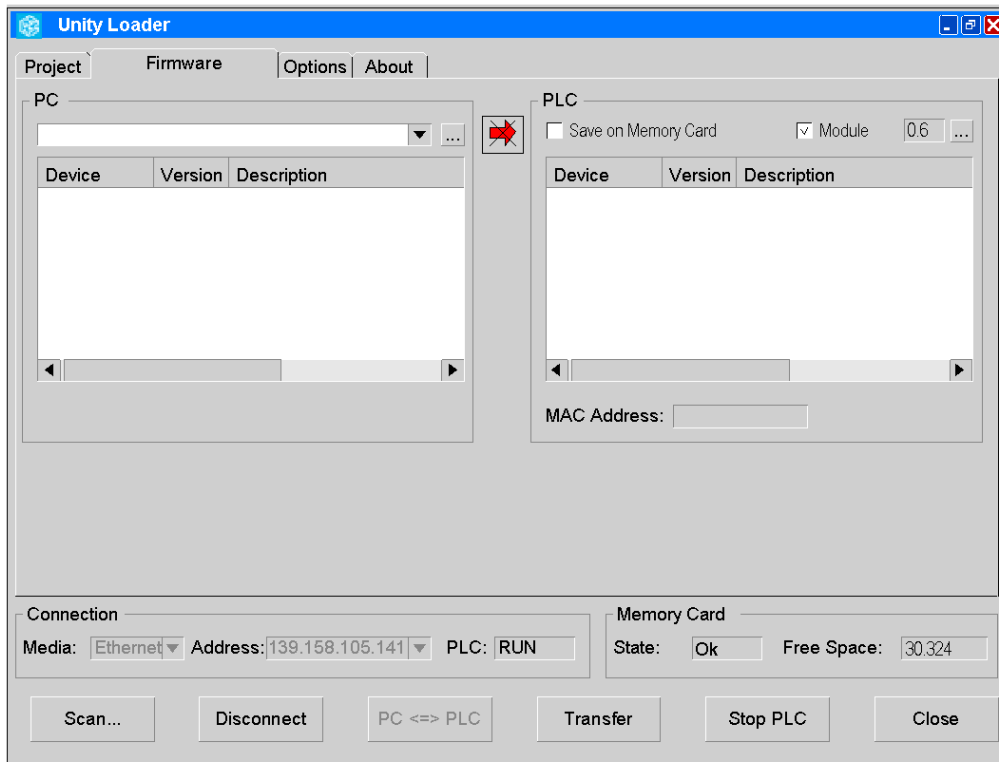 Unity Loader
Project Firmware Options About
PC
...
Device Version Description
PLC
Save on Memory Card Module 0.6 ...
Device Version Description
MAC Address:
Connection
Media: Ethernet Address: 139.158.105.141 PLC: RUN
Memory Card
State: Ok Free Space: 30.324
Scan... Disconnect PC <=> PLC Transfer Stop PLC Close